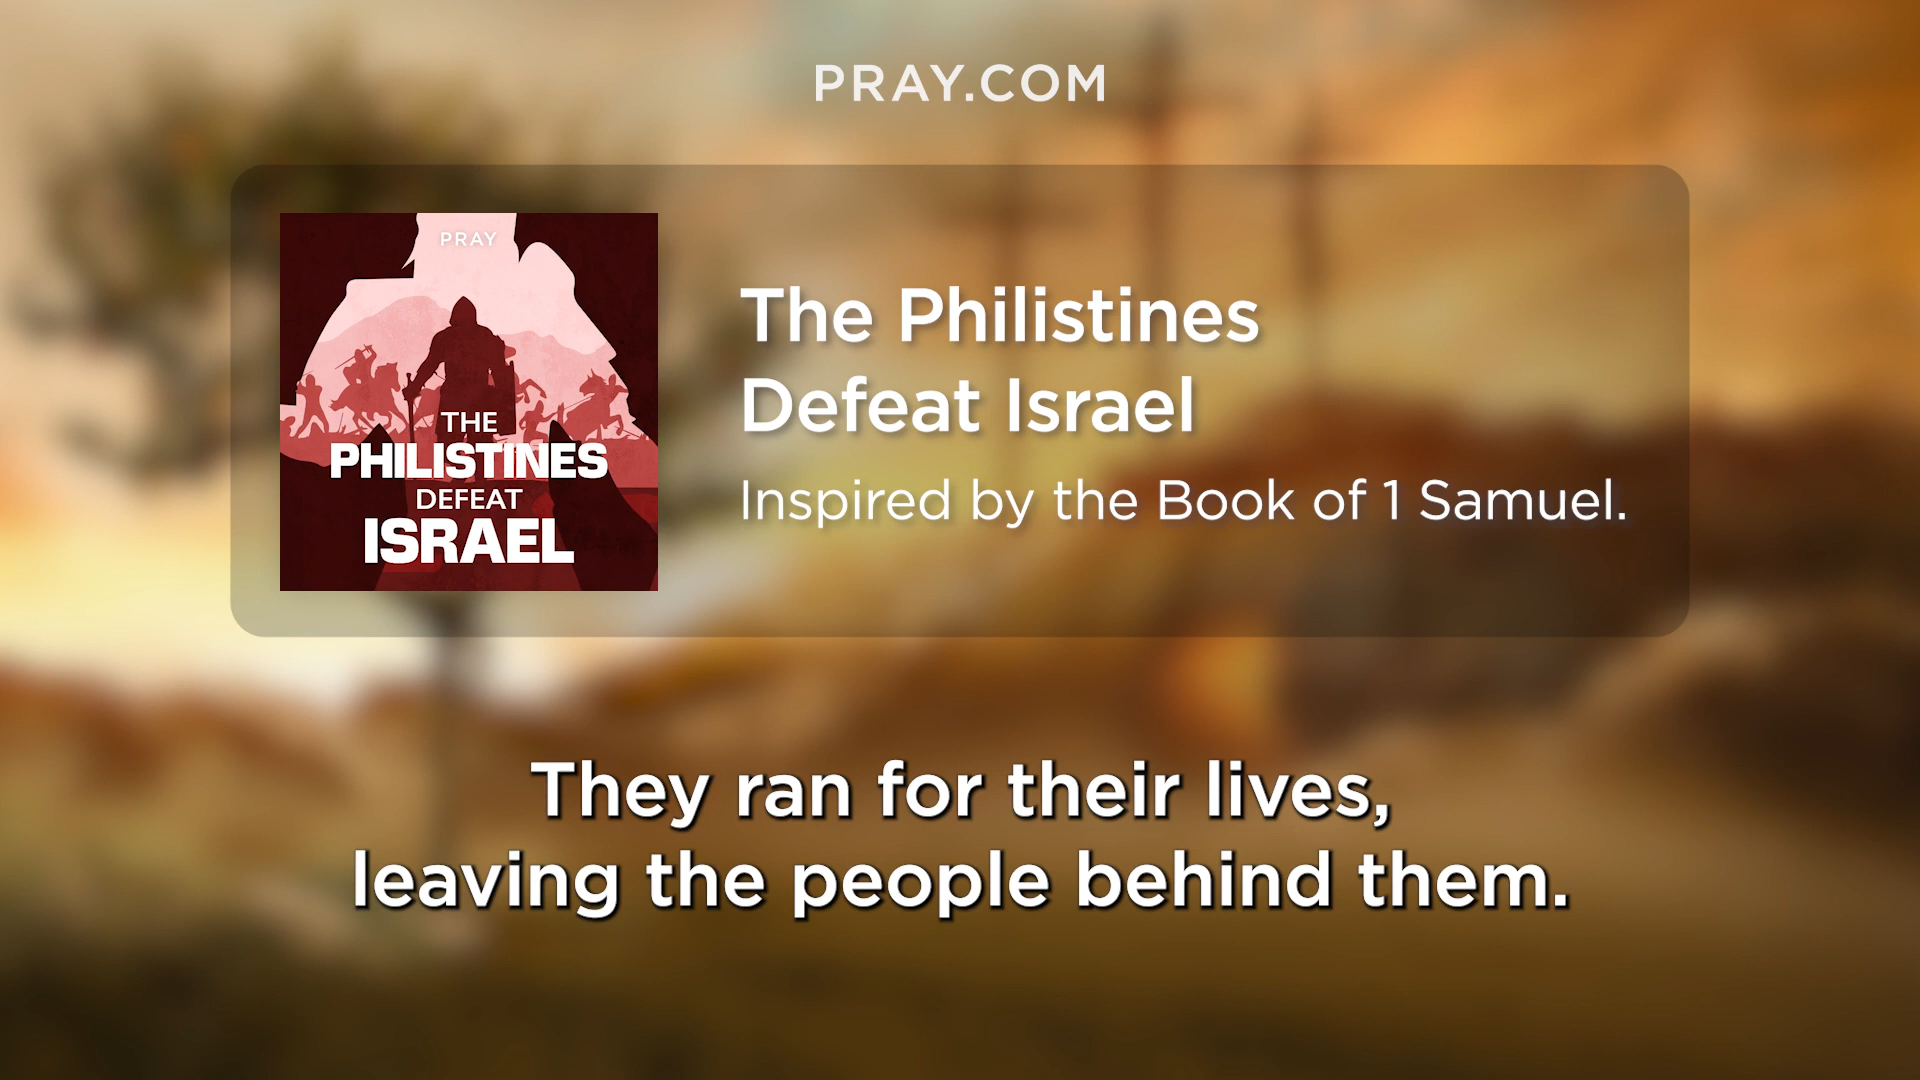 PRAY.COM
PRAY
THE
PHILISTINES
DEFEAT
ISRAEL
The Philistines
Defeat Israel
Inspired by the Book of 1 Samuel.
They ran for their lives,
leaving the people behind them.